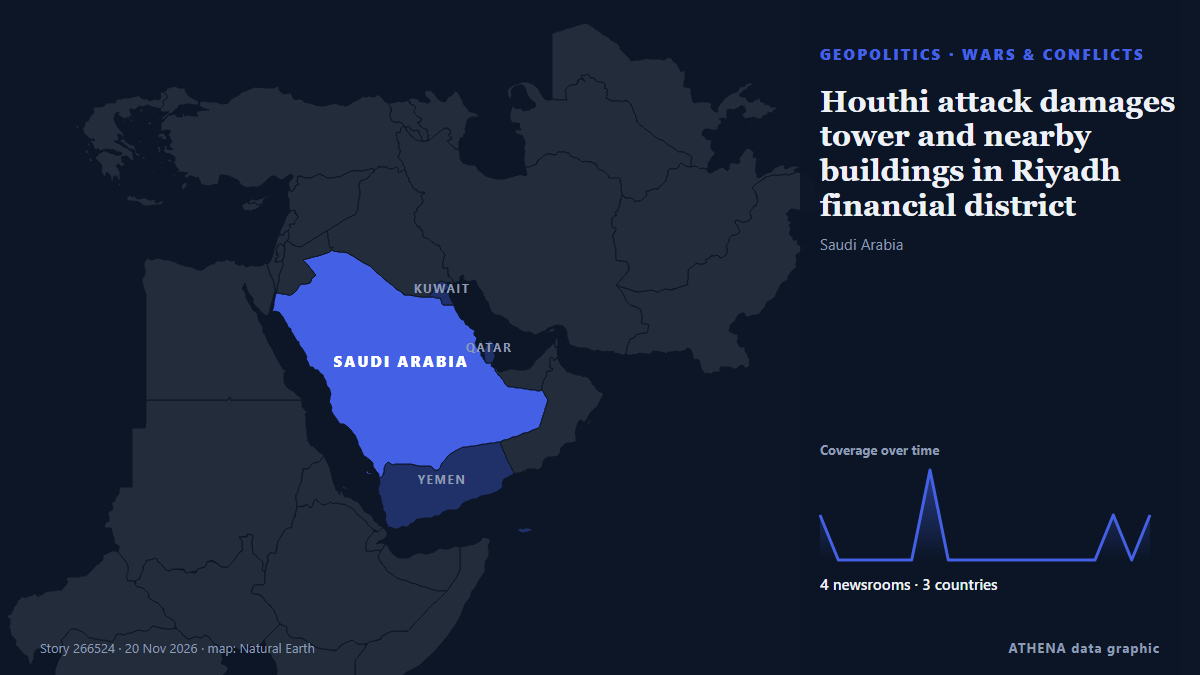 GEOPOLITICS · WARS & CONFLICTS
Houthi attack damages
tower and nearby
buildings in Riyadh
financial district
Saudi Arabia
KUWAIT
QATAR
SAUDI ARABIA
YEMEN
Coverage over time
4 newsrooms · 3 countries
Story 266524 · 20 Nov 2026 · map: Natural Earth
ATHENA data graphic